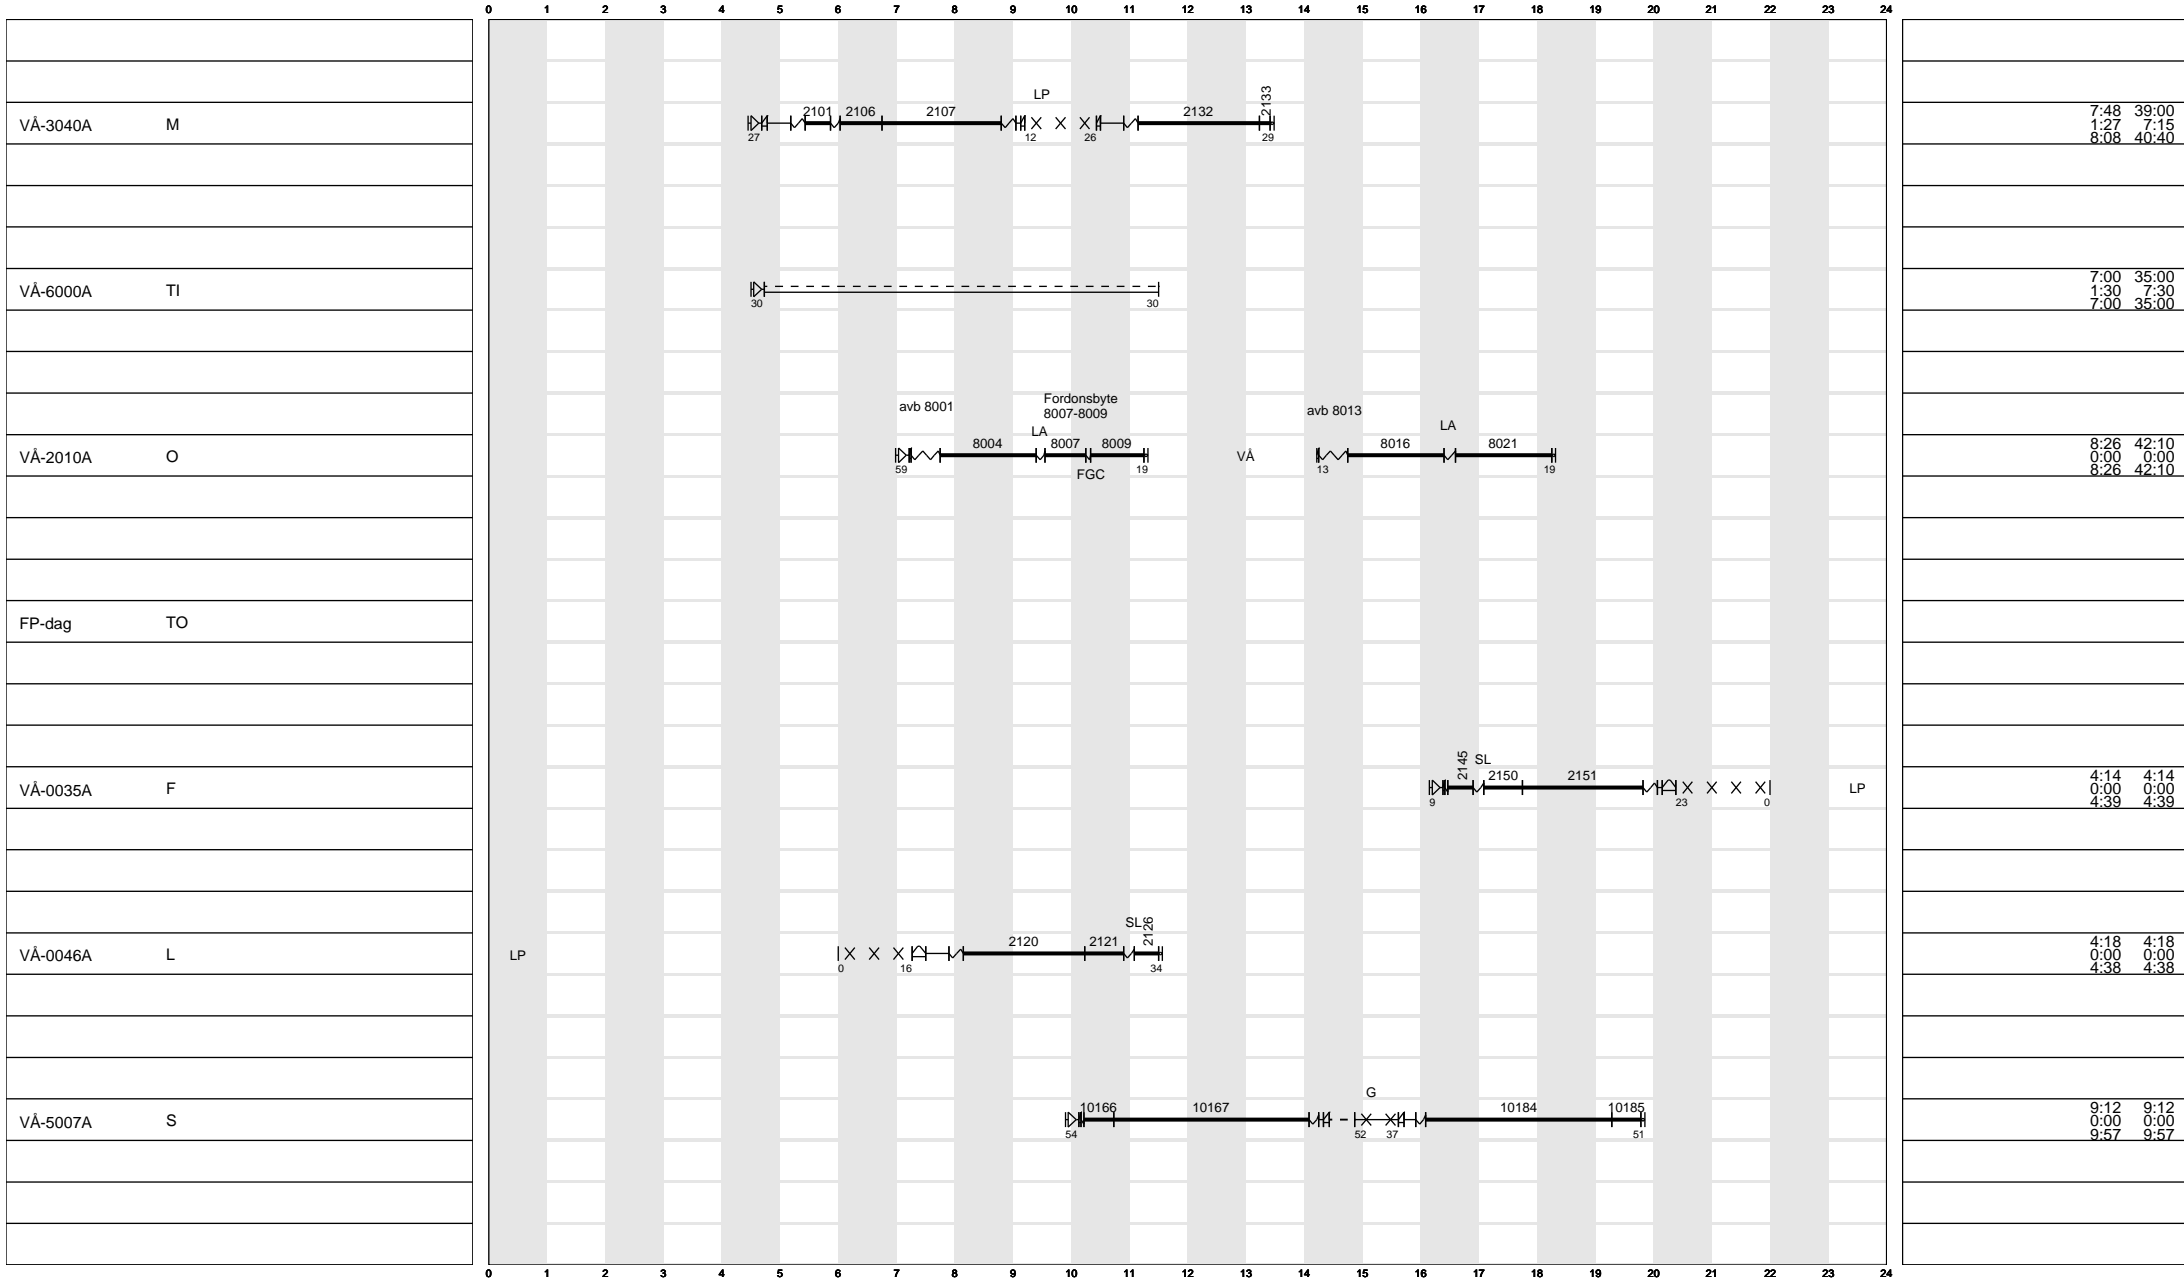 0 1 2 3 4 5 6 7 8 9 10 11 12 13 14 15 16 17 18 19 20 21 22 23 24
LP
2101 2106 2107 2132 2133
VÅ-3040A M
27 12 26 29
7:48 39:00
1:27 7:15
8:08 40:40
VÅ-6000A TI
30 30
7:00 35:00
1:30 7:30
7:00 35:00
avb 8001
Fordonsbyte
8007-8009
avb 8013
LA LA
8004 8007 8009 8016 8021
VÅ-2010A O
VÅ
59 19 13 19
FGC
8:26 42:10
0:00 0:00
8:26 42:10
FP-dag TO
SL
2145 2150 2151
VÅ-0035A F
LP
9 23 0
4:14 4:14
0:00 0:00
4:39 4:39
SL
2120 2121 2126
VÅ-0046A L
LP
0 16 34
4:18 4:18
0:00 0:00
4:38 4:38
G
10166 10167 10184 10185
VÅ-5007A S
54 52 37 51
9:12 9:12
0:00 0:00
9:57 9:57
0 1 2 3 4 5 6 7 8 9 10 11 12 13 14 15 16 17 18 19 20 21 22 23 24